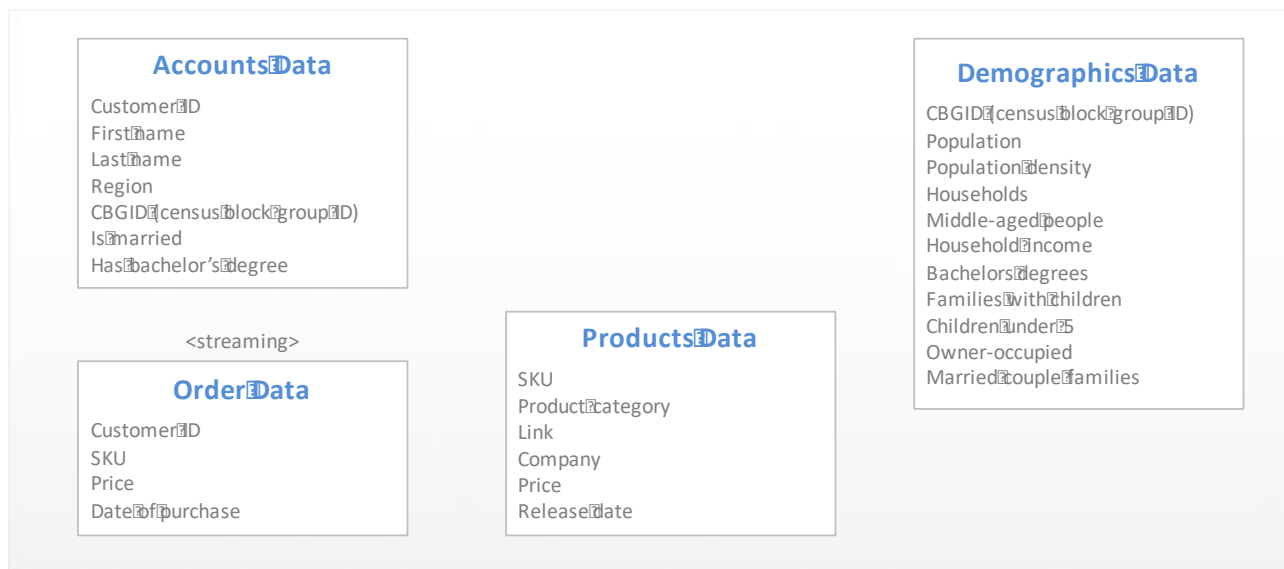 Accounts Data
Customer ID
First name
Last name
Region
CBGID (census block group ID)
Is married
Has bachelor’s degree
<streaming>
Order Data
Customer ID
SKU
Price
Date of purchase
Products Data
SKU
Product category
Link
Company
Price
Release date
Demographics Data
CBGID (census block group ID)
Population
Population density
Households
Middle-aged people
Household income
Bachelors degrees
Families with children
Children under 5
Owner-occupied
Married couple families